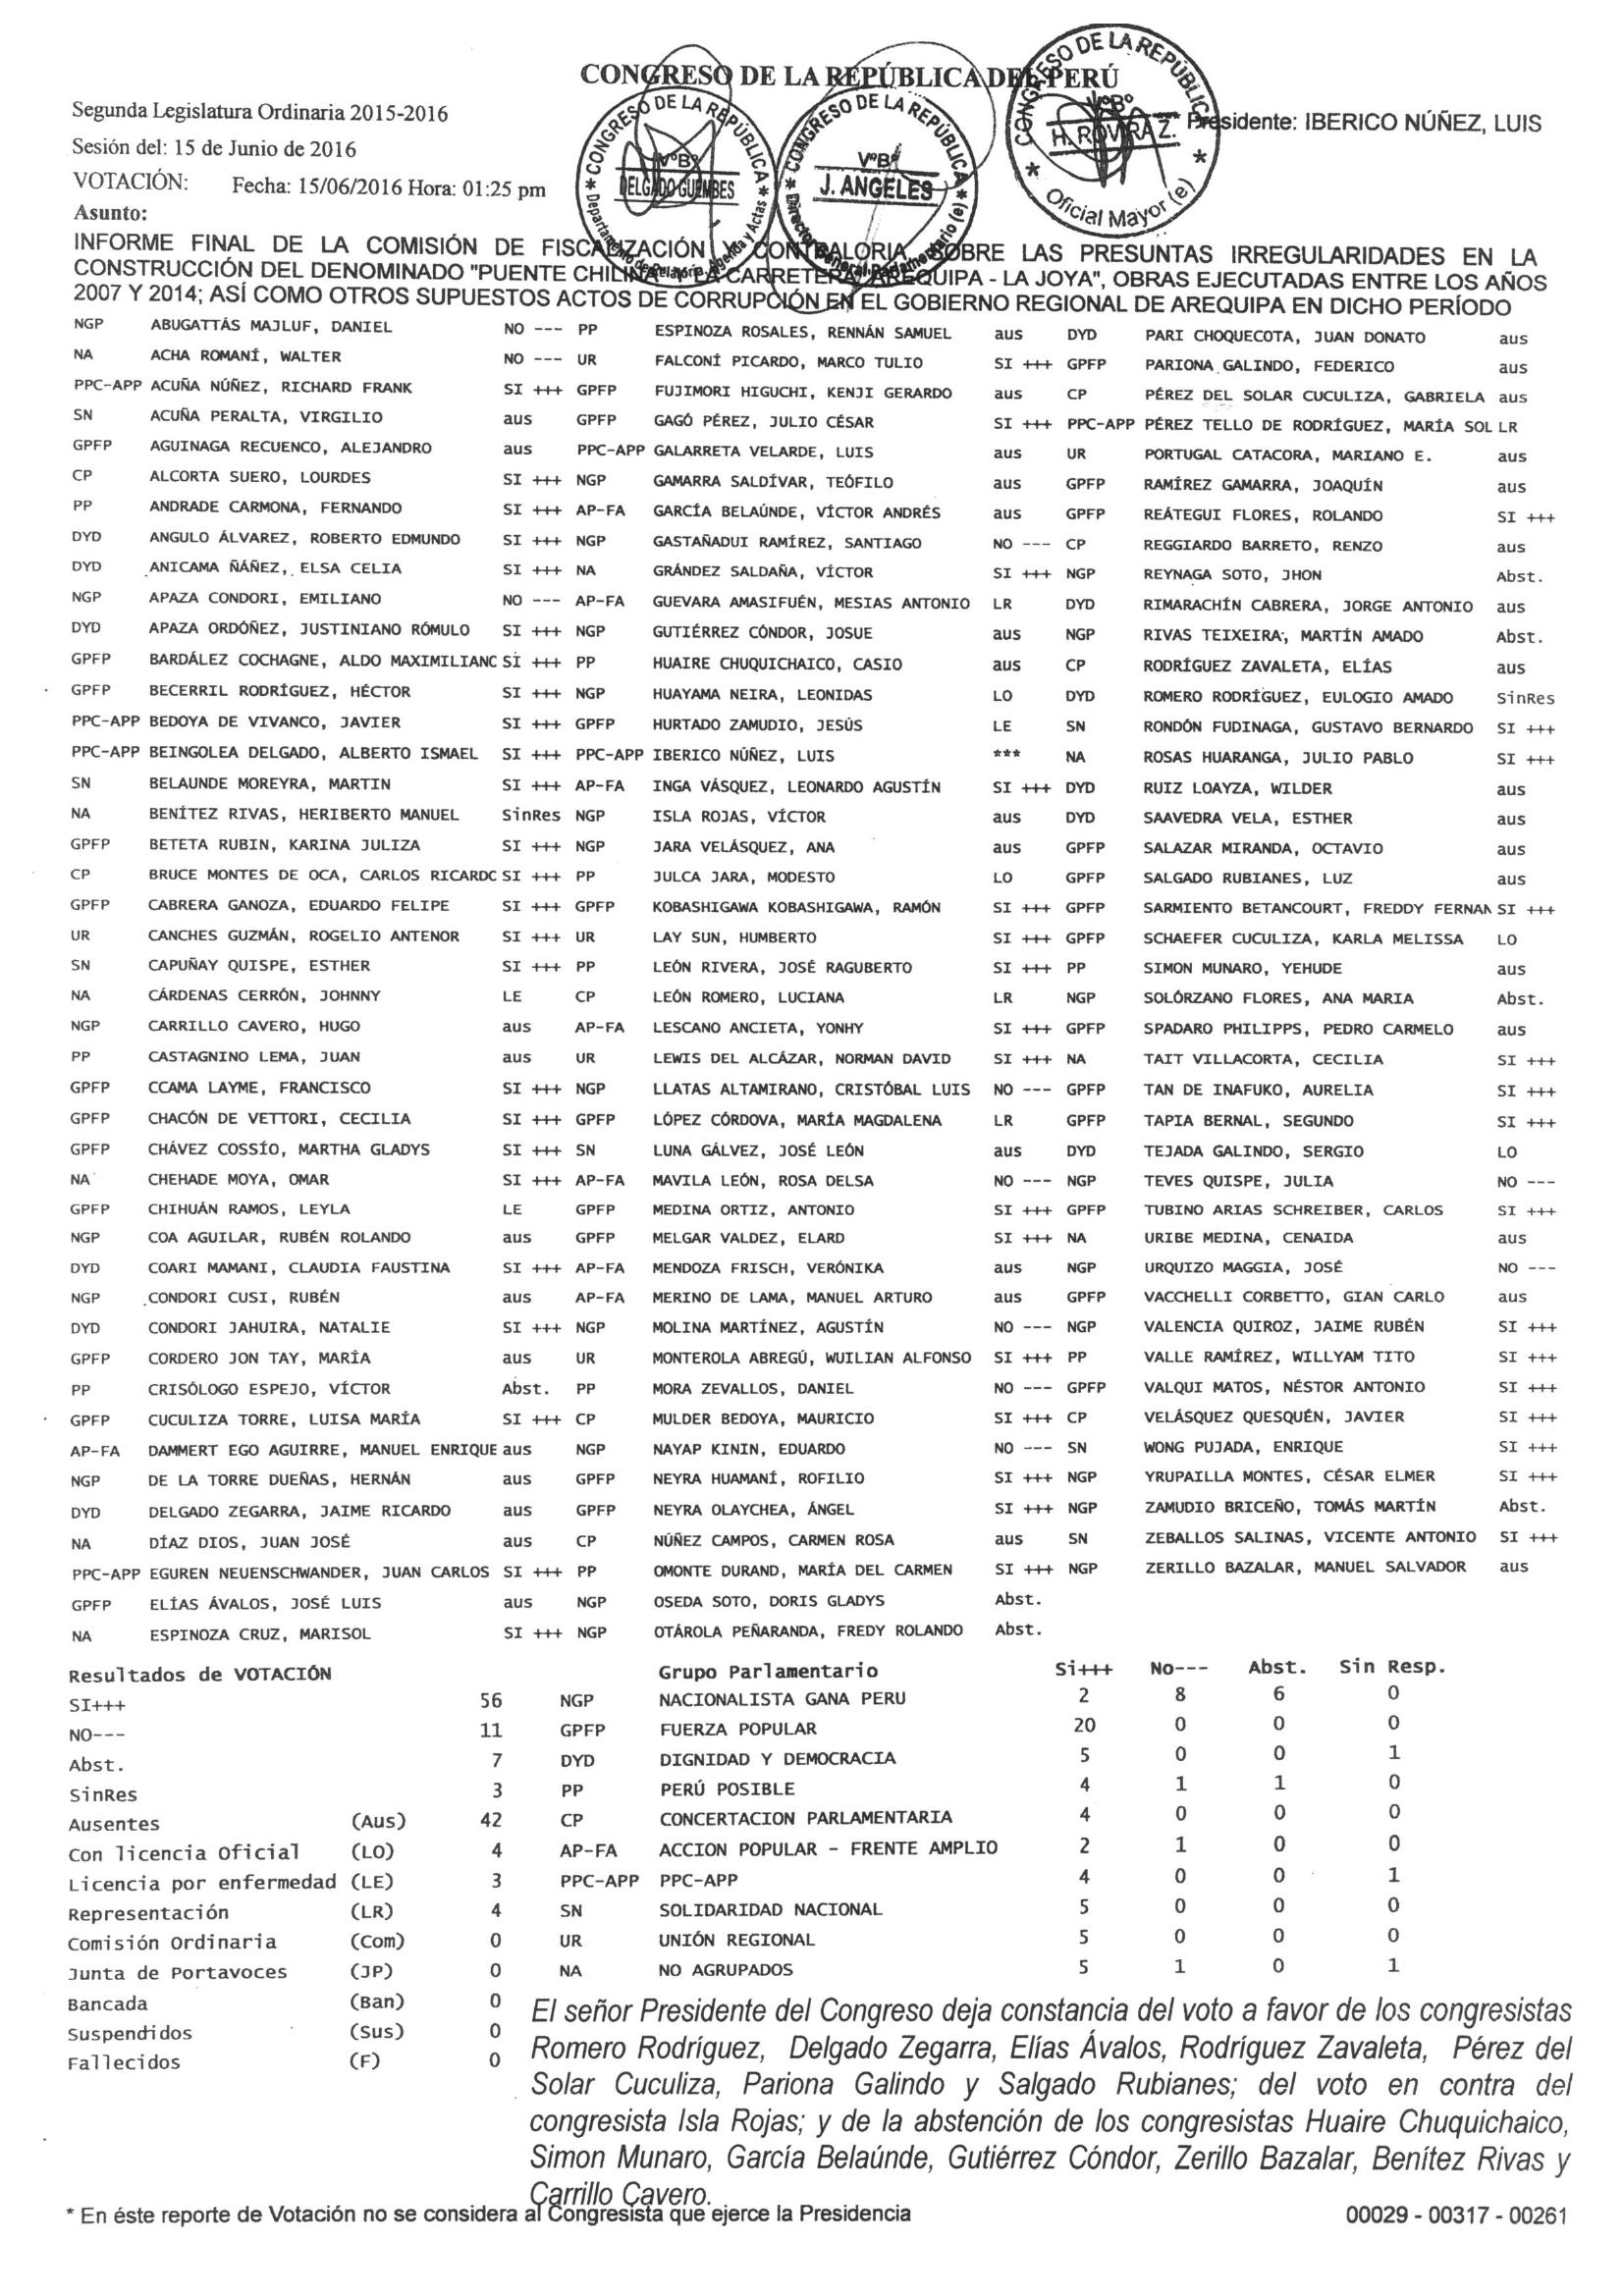 CONGRESO DE LA REPÚBLICA DEL PERÚ
Segunda Legislatura Ordinaria 2015-2016
Presidente: IBERICO NÚÑEZ, LUIS
Sesión del: 15 de Junio de 2016
VOTACIÓN: Fecha: 15/06/2016 Hora: 01:25 pm
* CONGRESO DE LA REPÚBLICA * VºBº DELGADO GUEMBES Departamento de Relatoría, Agenda y Actas
* CONGRESO DE LA REPÚBLICA * VºBº J. ANGELES Director General Parlamentario (e)
* CONGRESO DE LA REPÚBLICA * VºBº H. ROVIRA Z. Oficial Mayor (e)
Asunto:
INFORME FINAL DE LA COMISIÓN DE FISCALIZACIÓN Y CONTRALORIA, SOBRE LAS PRESUNTAS IRREGULARIDADES EN LA
CONSTRUCCIÓN DEL DENOMINADO "PUENTE CHILINA Y LA CARRETERA AREQUIPA - LA JOYA", OBRAS EJECUTADAS ENTRE LOS AÑOS
2007 Y 2014; ASÍ COMO OTROS SUPUESTOS ACTOS DE CORRUPCIÓN EN EL GOBIERNO REGIONAL DE AREQUIPA EN DICHO PERÍODO
NGP ABUGATTÁS MAJLUF, DANIEL NO --- PP ESPINOZA ROSALES, RENNÁN SAMUEL aus DYD PARI CHOQUECOTA, JUAN DONATO aus
NA ACHA ROMANÍ, WALTER NO --- UR FALCONÍ PICARDO, MARCO TULIO SI +++ GPFP PARIONA GALINDO, FEDERICO aus
PPC-APP ACUÑA NÚÑEZ, RICHARD FRANK SI +++ GPFP FUJIMORI HIGUCHI, KENJI GERARDO aus CP PÉREZ DEL SOLAR CUCULIZA, GABRIELA aus
SN ACUÑA PERALTA, VIRGILIO aus GPFP GAGÓ PÉREZ, JULIO CÉSAR SI +++ PPC-APP PÉREZ TELLO DE RODRÍGUEZ, MARÍA SOL LR
GPFP AGUINAGA RECUENCO, ALEJANDRO aus PPC-APP GALARRETA VELARDE, LUIS aus UR PORTUGAL CATACORA, MARIANO E. aus
CP ALCORTA SUERO, LOURDES SI +++ NGP GAMARRA SALDÍVAR, TEÓFILO aus GPFP RAMÍREZ GAMARRA, JOAQUÍN aus
PP ANDRADE CARMONA, FERNANDO SI +++ AP-FA GARCÍA BELAÚNDE, VÍCTOR ANDRÉS aus GPFP REÁTEGUI FLORES, ROLANDO SI +++
DYD ANGULO ÁLVAREZ, ROBERTO EDMUNDO SI +++ NGP GASTAÑADUI RAMÍREZ, SANTIAGO NO --- CP REGGIARDO BARRETO, RENZO aus
DYD ANICAMA ÑÁÑEZ, ELSA CELIA SI +++ NA GRÁNDEZ SALDAÑA, VÍCTOR SI +++ NGP REYNAGA SOTO, JHON Abst.
NGP APAZA CONDORI, EMILIANO NO --- AP-FA GUEVARA AMASIFUÉN, MESIAS ANTONIO LR DYD RIMARACHÍN CABRERA, JORGE ANTONIO aus
DYD APAZA ORDÓÑEZ, JUSTINIANO RÓMULO SI +++ NGP GUTIÉRREZ CÓNDOR, JOSUE aus NGP RIVAS TEIXEIRA, MARTÍN AMADO Abst.
GPFP BARDÁLEZ COCHAGNE, ALDO MAXIMILIANC SI +++ PP HUAIRE CHUQUICHAICO, CASIO aus CP RODRÍGUEZ ZAVALETA, ELÍAS aus
GPFP BECERRIL RODRÍGUEZ, HÉCTOR SI +++ NGP HUAYAMA NEIRA, LEONIDAS LO DYD ROMERO RODRÍGUEZ, EULOGIO AMADO SinRes
PPC-APP BEDOYA DE VIVANCO, JAVIER SI +++ GPFP HURTADO ZAMUDIO, JESÚS LE SN RONDÓN FUDINAGA, GUSTAVO BERNARDO SI +++
PPC-APP BEINGOLEA DELGADO, ALBERTO ISMAEL SI +++ PPC-APP IBERICO NÚÑEZ, LUIS *** NA ROSAS HUARANGA, JULIO PABLO SI +++
SN BELAUNDE MOREYRA, MARTIN SI +++ AP-FA INGA VÁSQUEZ, LEONARDO AGUSTÍN SI +++ DYD RUIZ LOAYZA, WILDER aus
NA BENÍTEZ RIVAS, HERIBERTO MANUEL SinRes NGP ISLA ROJAS, VÍCTOR aus DYD SAAVEDRA VELA, ESTHER aus
GPFP BETETA RUBIN, KARINA JULIZA SI +++ NGP JARA VELÁSQUEZ, ANA aus GPFP SALAZAR MIRANDA, OCTAVIO aus
CP BRUCE MONTES DE OCA, CARLOS RICARDC SI +++ PP JULCA JARA, MODESTO LO GPFP SALGADO RUBIANES, LUZ aus
GPFP CABRERA GANOZA, EDUARDO FELIPE SI +++ GPFP KOBASHIGAWA KOBASHIGAWA, RAMÓN SI +++ GPFP SARMIENTO BETANCOURT, FREDDY FERNAN SI +++
UR CANCHES GUZMÁN, ROGELIO ANTENOR SI +++ UR LAY SUN, HUMBERTO SI +++ GPFP SCHAEFER CUCULIZA, KARLA MELISSA LO
SN CAPUÑAY QUISPE, ESTHER SI +++ PP LEÓN RIVERA, JOSÉ RAGUBERTO SI +++ PP SIMON MUNARO, YEHUDE aus
NA CÁRDENAS CERRÓN, JOHNNY LE CP LEÓN ROMERO, LUCIANA LR NGP SOLÓRZANO FLORES, ANA MARIA Abst.
NGP CARRILLO CAVERO, HUGO aus AP-FA LESCANO ANCIETA, YONHY SI +++ GPFP SPADARO PHILIPPS, PEDRO CARMELO aus
PP CASTAGNINO LEMA, JUAN aus UR LEWIS DEL ALCÁZAR, NORMAN DAVID SI +++ NA TAIT VILLACORTA, CECILIA SI +++
GPFP CCAMA LAYME, FRANCISCO SI +++ NGP LLATAS ALTAMIRANO, CRISTÓBAL LUIS NO --- GPFP TAN DE INAFUKO, AURELIA SI +++
GPFP CHACÓN DE VETTORI, CECILIA SI +++ GPFP LÓPEZ CÓRDOVA, MARÍA MAGDALENA LR GPFP TAPIA BERNAL, SEGUNDO SI +++
GPFP CHÁVEZ COSSÍO, MARTHA GLADYS SI +++ SN LUNA GÁLVEZ, JOSÉ LEÓN aus DYD TEJADA GALINDO, SERGIO LO
NA CHEHADE MOYA, OMAR SI +++ AP-FA MAVILA LEÓN, ROSA DELSA NO --- NGP TEVES QUISPE, JULIA NO ---
GPFP CHIHUÁN RAMOS, LEYLA LE GPFP MEDINA ORTIZ, ANTONIO SI +++ GPFP TUBINO ARIAS SCHREIBER, CARLOS SI +++
NGP COA AGUILAR, RUBÉN ROLANDO aus GPFP MELGAR VALDEZ, ELARD SI +++ NA URIBE MEDINA, CENAIDA aus
DYD COARI MAMANI, CLAUDIA FAUSTINA SI +++ AP-FA MENDOZA FRISCH, VERÓNIKA aus NGP URQUIZO MAGGIA, JOSÉ NO ---
NGP CONDORI CUSI, RUBÉN aus AP-FA MERINO DE LAMA, MANUEL ARTURO aus GPFP VACCHELLI CORBETTO, GIAN CARLO aus
DYD CONDORI JAHUIRA, NATALIE SI +++ NGP MOLINA MARTÍNEZ, AGUSTÍN NO --- NGP VALENCIA QUIROZ, JAIME RUBÉN SI +++
GPFP CORDERO JON TAY, MARÍA aus UR MONTEROLA ABREGÚ, WUILIAN ALFONSO SI +++ PP VALLE RAMÍREZ, WILLYAM TITO SI +++
PP CRISÓLOGO ESPEJO, VÍCTOR Abst. PP MORA ZEVALLOS, DANIEL NO --- GPFP VALQUI MATOS, NÉSTOR ANTONIO SI +++
GPFP CUCULIZA TORRE, LUISA MARÍA SI +++ CP MULDER BEDOYA, MAURICIO SI +++ CP VELÁSQUEZ QUESQUÉN, JAVIER SI +++
AP-FA DAMMERT EGO AGUIRRE, MANUEL ENRIQUE aus NGP NAYAP KININ, EDUARDO NO --- SN WONG PUJADA, ENRIQUE SI +++
NGP DE LA TORRE DUEÑAS, HERNÁN aus GPFP NEYRA HUAMANÍ, ROFILIO SI +++ NGP YRUPAILLA MONTES, CÉSAR ELMER SI +++
DYD DELGADO ZEGARRA, JAIME RICARDO aus GPFP NEYRA OLAYCHEA, ÁNGEL SI +++ NGP ZAMUDIO BRICEÑO, TOMÁS MARTÍN Abst.
NA DÍAZ DIOS, JUAN JOSÉ aus CP NÚÑEZ CAMPOS, CARMEN ROSA aus SN ZEBALLOS SALINAS, VICENTE ANTONIO SI +++
PPC-APP EGUREN NEUENSCHWANDER, JUAN CARLOS SI +++ PP OMONTE DURAND, MARÍA DEL CARMEN SI +++ NGP ZERILLO BAZALAR, MANUEL SALVADOR aus
GPFP ELÍAS ÁVALOS, JOSÉ LUIS aus NGP OSEDA SOTO, DORIS GLADYS Abst.
NA ESPINOZA CRUZ, MARISOL SI +++ NGP OTÁROLA PEÑARANDA, FREDY ROLANDO Abst.
Resultados de VOTACIÓN Grupo Parlamentario Si+++ No--- Abst. Sin Resp.
SI+++ 56 NGP NACIONALISTA GANA PERU 2 8 6 0
NO--- 11 GPFP FUERZA POPULAR 20 0 0 0
Abst. 7 DYD DIGNIDAD Y DEMOCRACIA 5 0 0 1
SinRes 3 PP PERÚ POSIBLE 4 1 1 0
Ausentes (Aus) 42 CP CONCERTACION PARLAMENTARIA 4 0 0 0
Con licencia Oficial (LO) 4 AP-FA ACCION POPULAR - FRENTE AMPLIO 2 1 0 0
Licencia por enfermedad (LE) 3 PPC-APP PPC-APP 4 0 0 1
Representación (LR) 4 SN SOLIDARIDAD NACIONAL 5 0 0 0
Comisión Ordinaria (Com) 0 UR UNIÓN REGIONAL 5 0 0 0
Junta de Portavoces (JP) 0 NA NO AGRUPADOS 5 1 0 1
Bancada (Ban) 0
Suspendidos (Sus) 0
Fallecidos (F) 0
El señor Presidente del Congreso deja constancia del voto a favor de los congresistas
Romero Rodríguez, Delgado Zegarra, Elías Ávalos, Rodríguez Zavaleta, Pérez del
Solar Cuculiza, Pariona Galindo y Salgado Rubianes; del voto en contra del
congresista Isla Rojas; y de la abstención de los congresistas Huaire Chuquichaico,
Simon Munaro, García Belaúnde, Gutiérrez Cóndor, Zerillo Bazalar, Benítez Rivas y
Carrillo Cavero.
* En éste reporte de Votación no se considera al Congresista que ejerce la Presidencia
00029 - 00317 - 00261